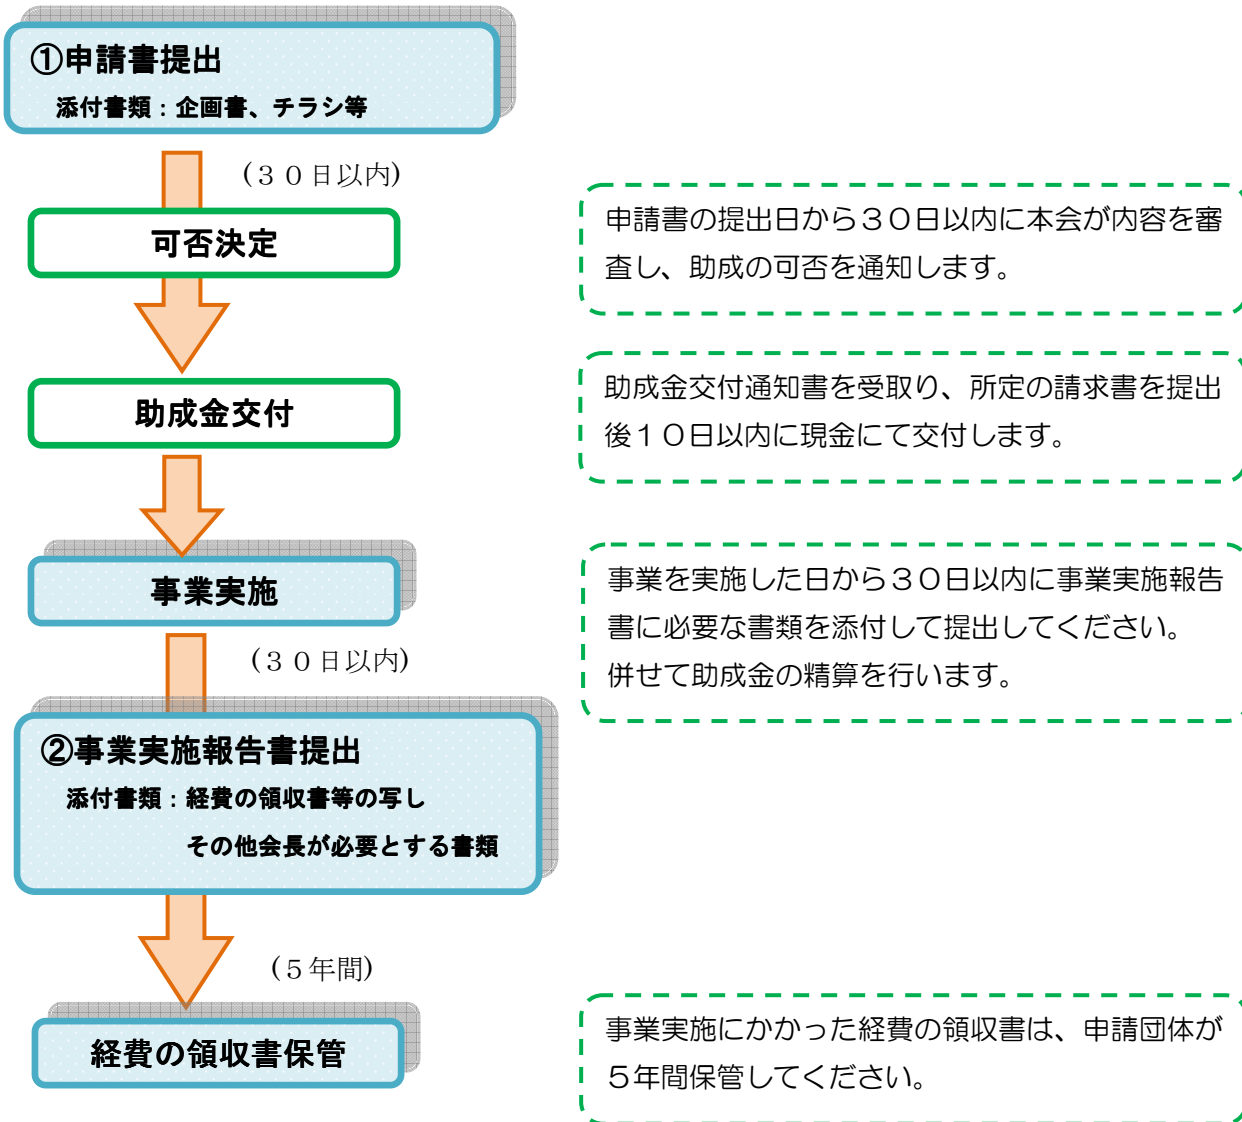 ①申請書提出
添付書類：企画書、チラシ等
(３０日以内)
可否決定
申請書の提出日から３０日以内に本会が内容を審
査し、助成の可否を通知します。
助成金交付
助成金交付通知書を受取り、所定の請求書を提出
後１０日以内に現金にて交付します。
事業実施
(３０日以内)
事業を実施した日から３０日以内に事業実施報告
書に必要な書類を添付して提出してください。
併せて助成金の精算を行います。
②事業実施報告書提出
添付書類：経費の領収書等の写し
その他会長が必要とする書類
(５年間)
経費の領収書保管
事業実施にかかった経費の領収書は、申請団体が
５年間保管してください。